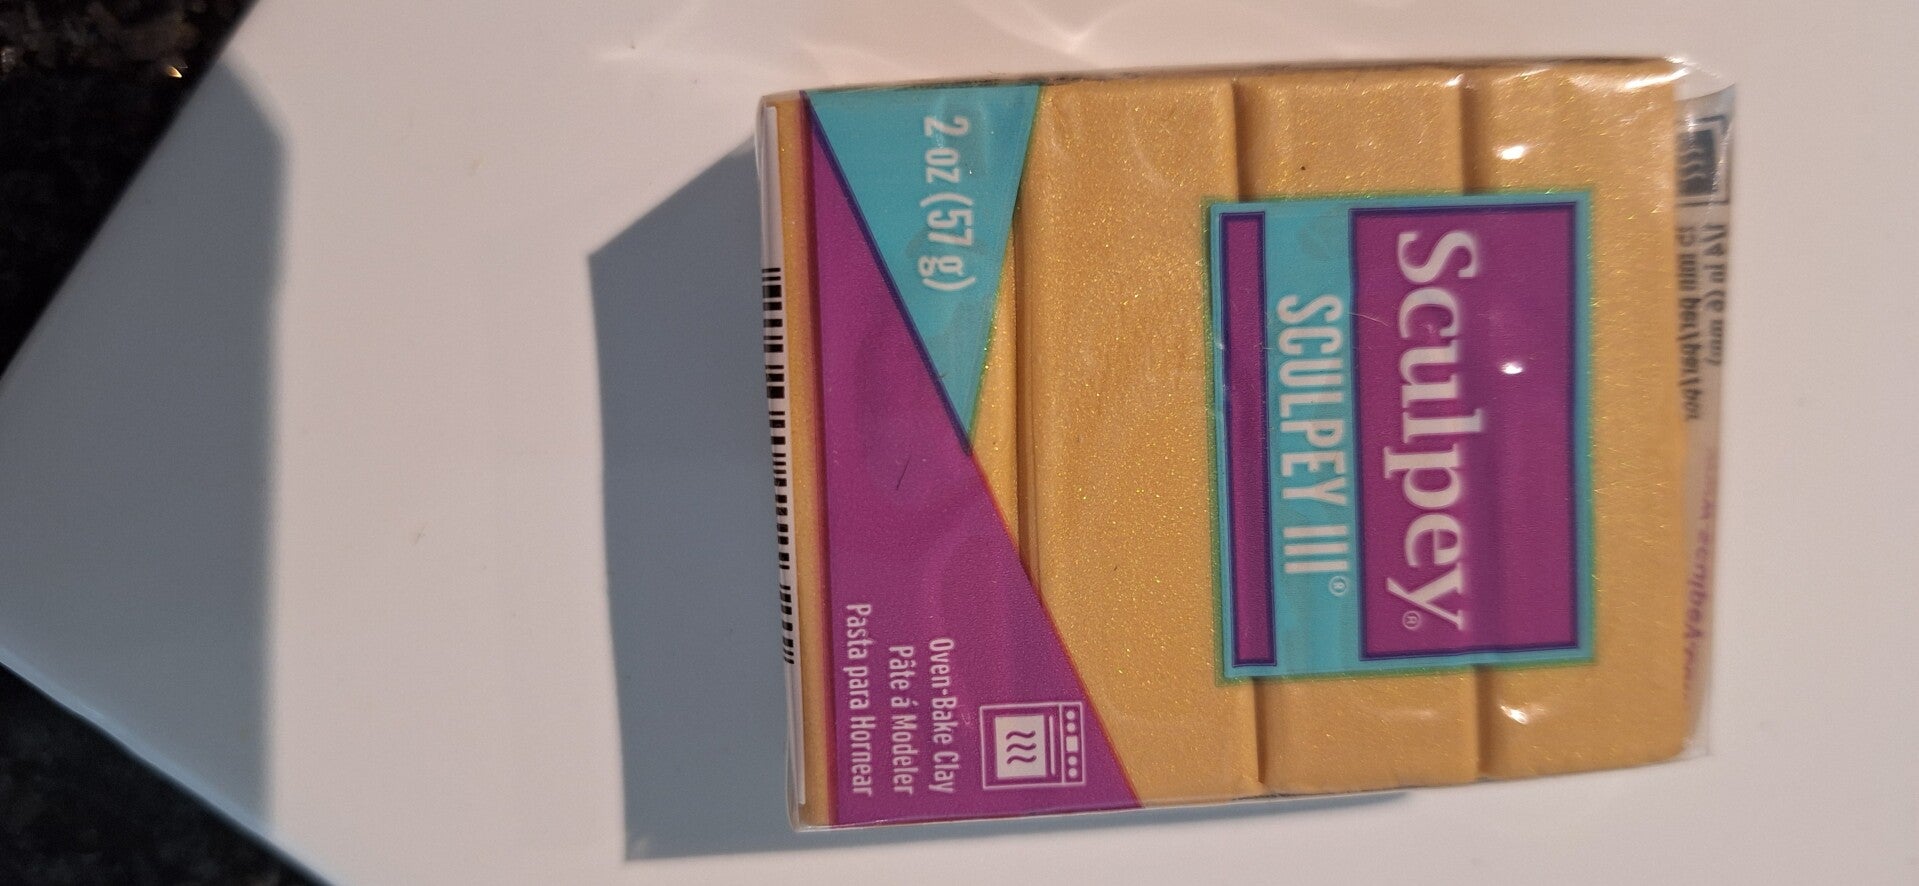 Sculpey®
SCULPEY III®
2 oz (57 g)
Oven-Bake Clay
Pâte á Modeler
Pasta para Hornear